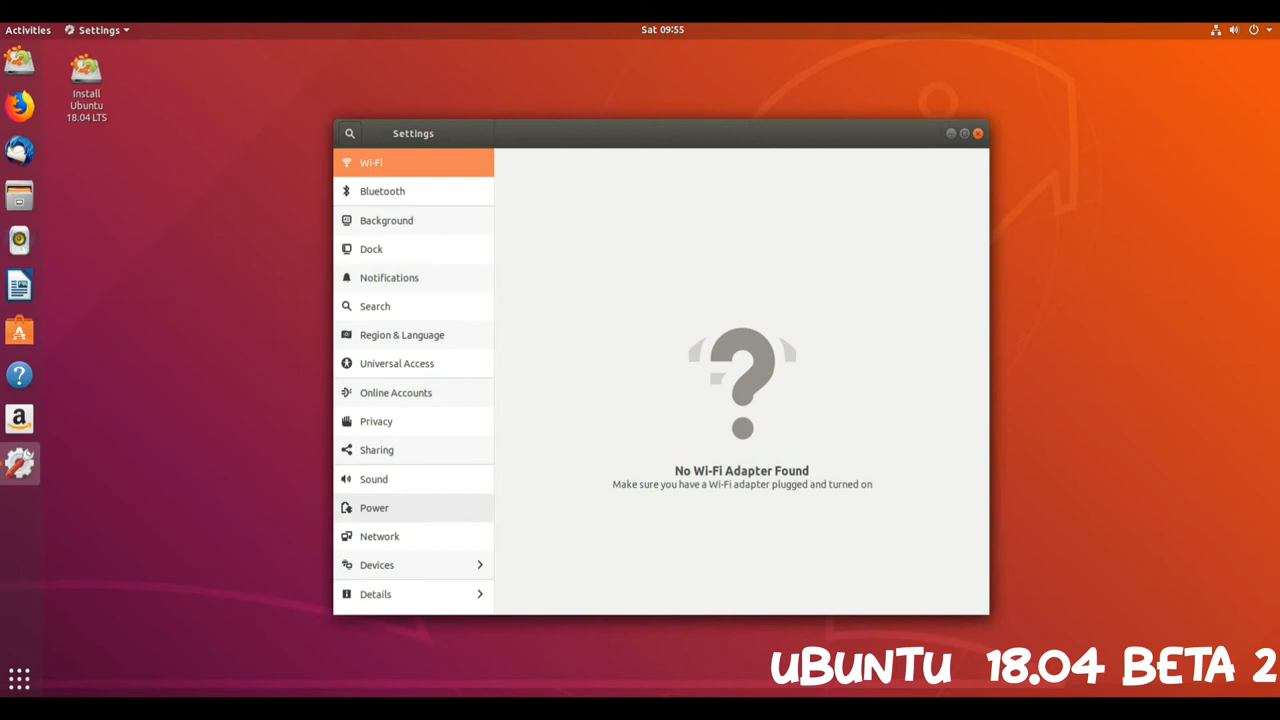 Activities
Settings
Sat 09:55
Install
Ubuntu
18.04 LTS
Settings
Wi-Fi
Bluetooth
Background
Dock
Notifications
Search
Region & Language
Universal Access
Online Accounts
Privacy
Sharing
Sound
Power
Network
Devices
Details
No Wi-Fi Adapter Found
Make sure you have a Wi-Fi adapter plugged and turned on
UBUNTU 18.04 BETA 2